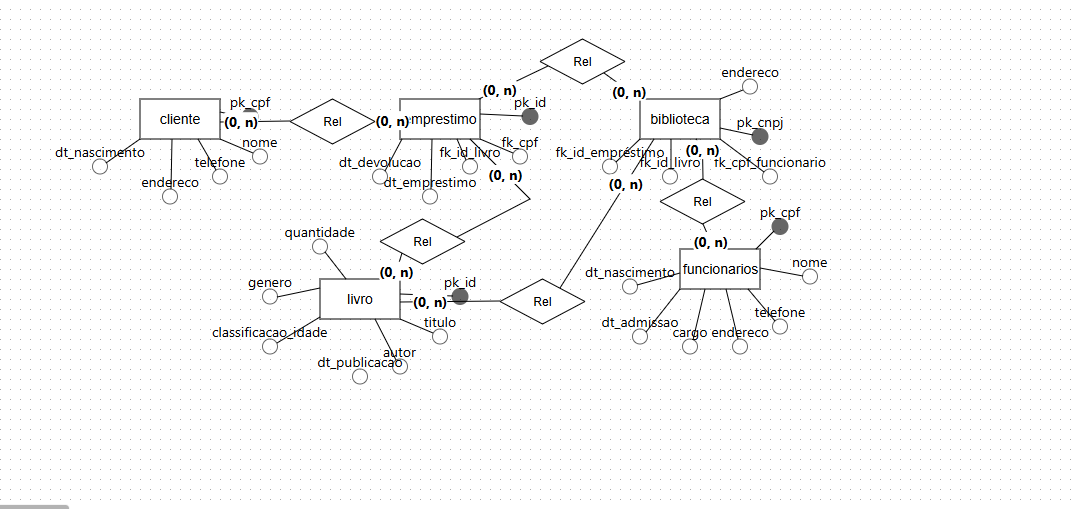 Rel
endereco
(0, n)
(0, n)
pk_cpf
pk_id
cliente
(0, n)
Rel
(0, n)
mprestimo
biblioteca
pk_cnpj
nome
fk_cpf
dt_nascimento
telefone
dt_devolucao
fk_id_livro
fk_id_empréstimo
fk_id_livro
(0, n)
fk_cpf_funcionario
endereco
dt_emprestimo
(0, n)
(0, n)
Rel
pk_cpf
quantidade
Rel
(0, n)
genero
(0, n)
pk_id
dt_nascimento
funcionarios
nome
livro
(0, n)
Rel
classificacao_idade
titulo
dt_admissao
cargo
endereco
telefone
autor
dt_publicacao